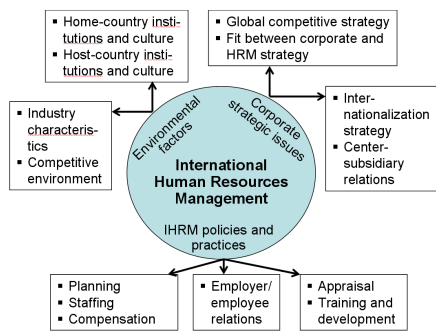 ▪ Home-country insti-
tutions and culture
▪ Host-country insti-
tutions and culture
▪ Global competitive strategy
▪ Fit between corporate and
HRM strategy
▪ Industry
characteris-
tics
▪ Competitive
environment
▪ Inter-
nationalization
strategy
▪ Center-
subsidiary
relations
Environmental
factors
Corporate
strategic issues
International
Human Resources
Management
IHRM policies and
practices
▪ Planning
▪ Staffing
▪ Compensation
▪ Employer/
employee
relations
▪ Appraisal
▪ Training and
development